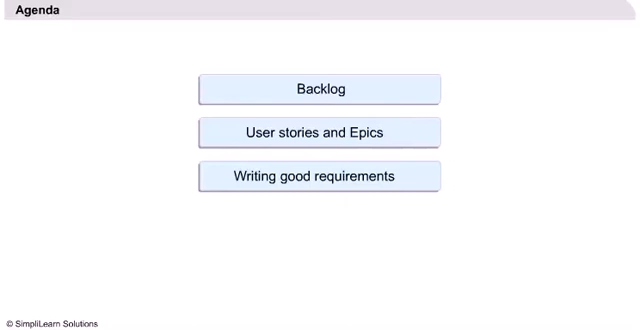 Agenda
Backlog
User stories and Epics
Writing good requirements
© SimpliLearn Solutions